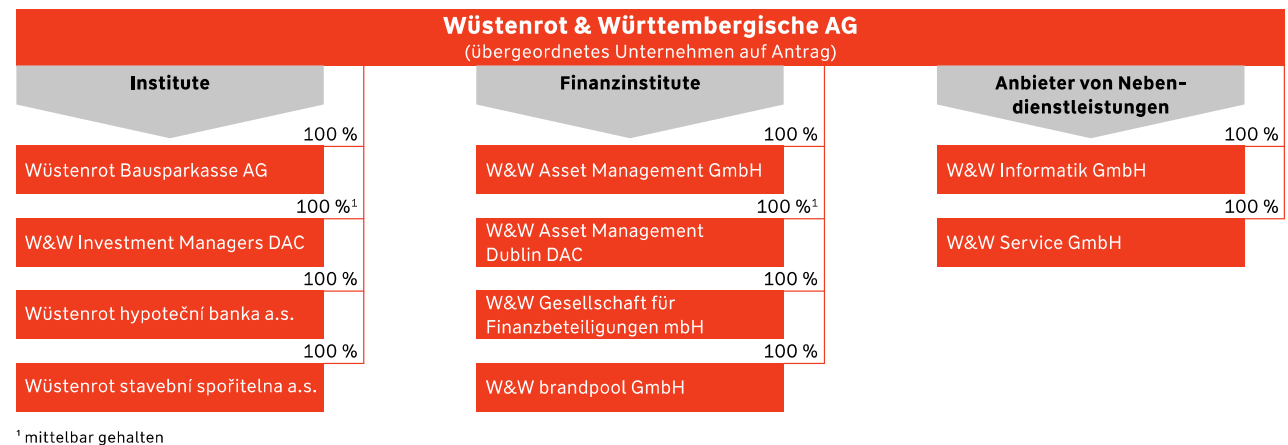 Wüstenrot & Württembergische AG
(übergeordnetes Unternehmen auf Antrag)
Institute
100 %
Wüstenrot Bausparkasse AG
100 %¹
W&W Investment Managers DAC
100 %
Wüstenrot hypoteční banka a.s.
100 %
Wüstenrot stavební spořitelna a.s.
Finanzinstitute
100 %
W&W Asset Management GmbH
100 %¹
W&W Asset Management
Dublin DAC
100 %
W&W Gesellschaft für
Finanzbeteiligungen mbH
100 %
W&W brandpool GmbH
Anbieter von Neben-
dienstleistungen
100 %
W&W Informatik GmbH
100 %
W&W Service GmbH
¹ mittelbar gehalten